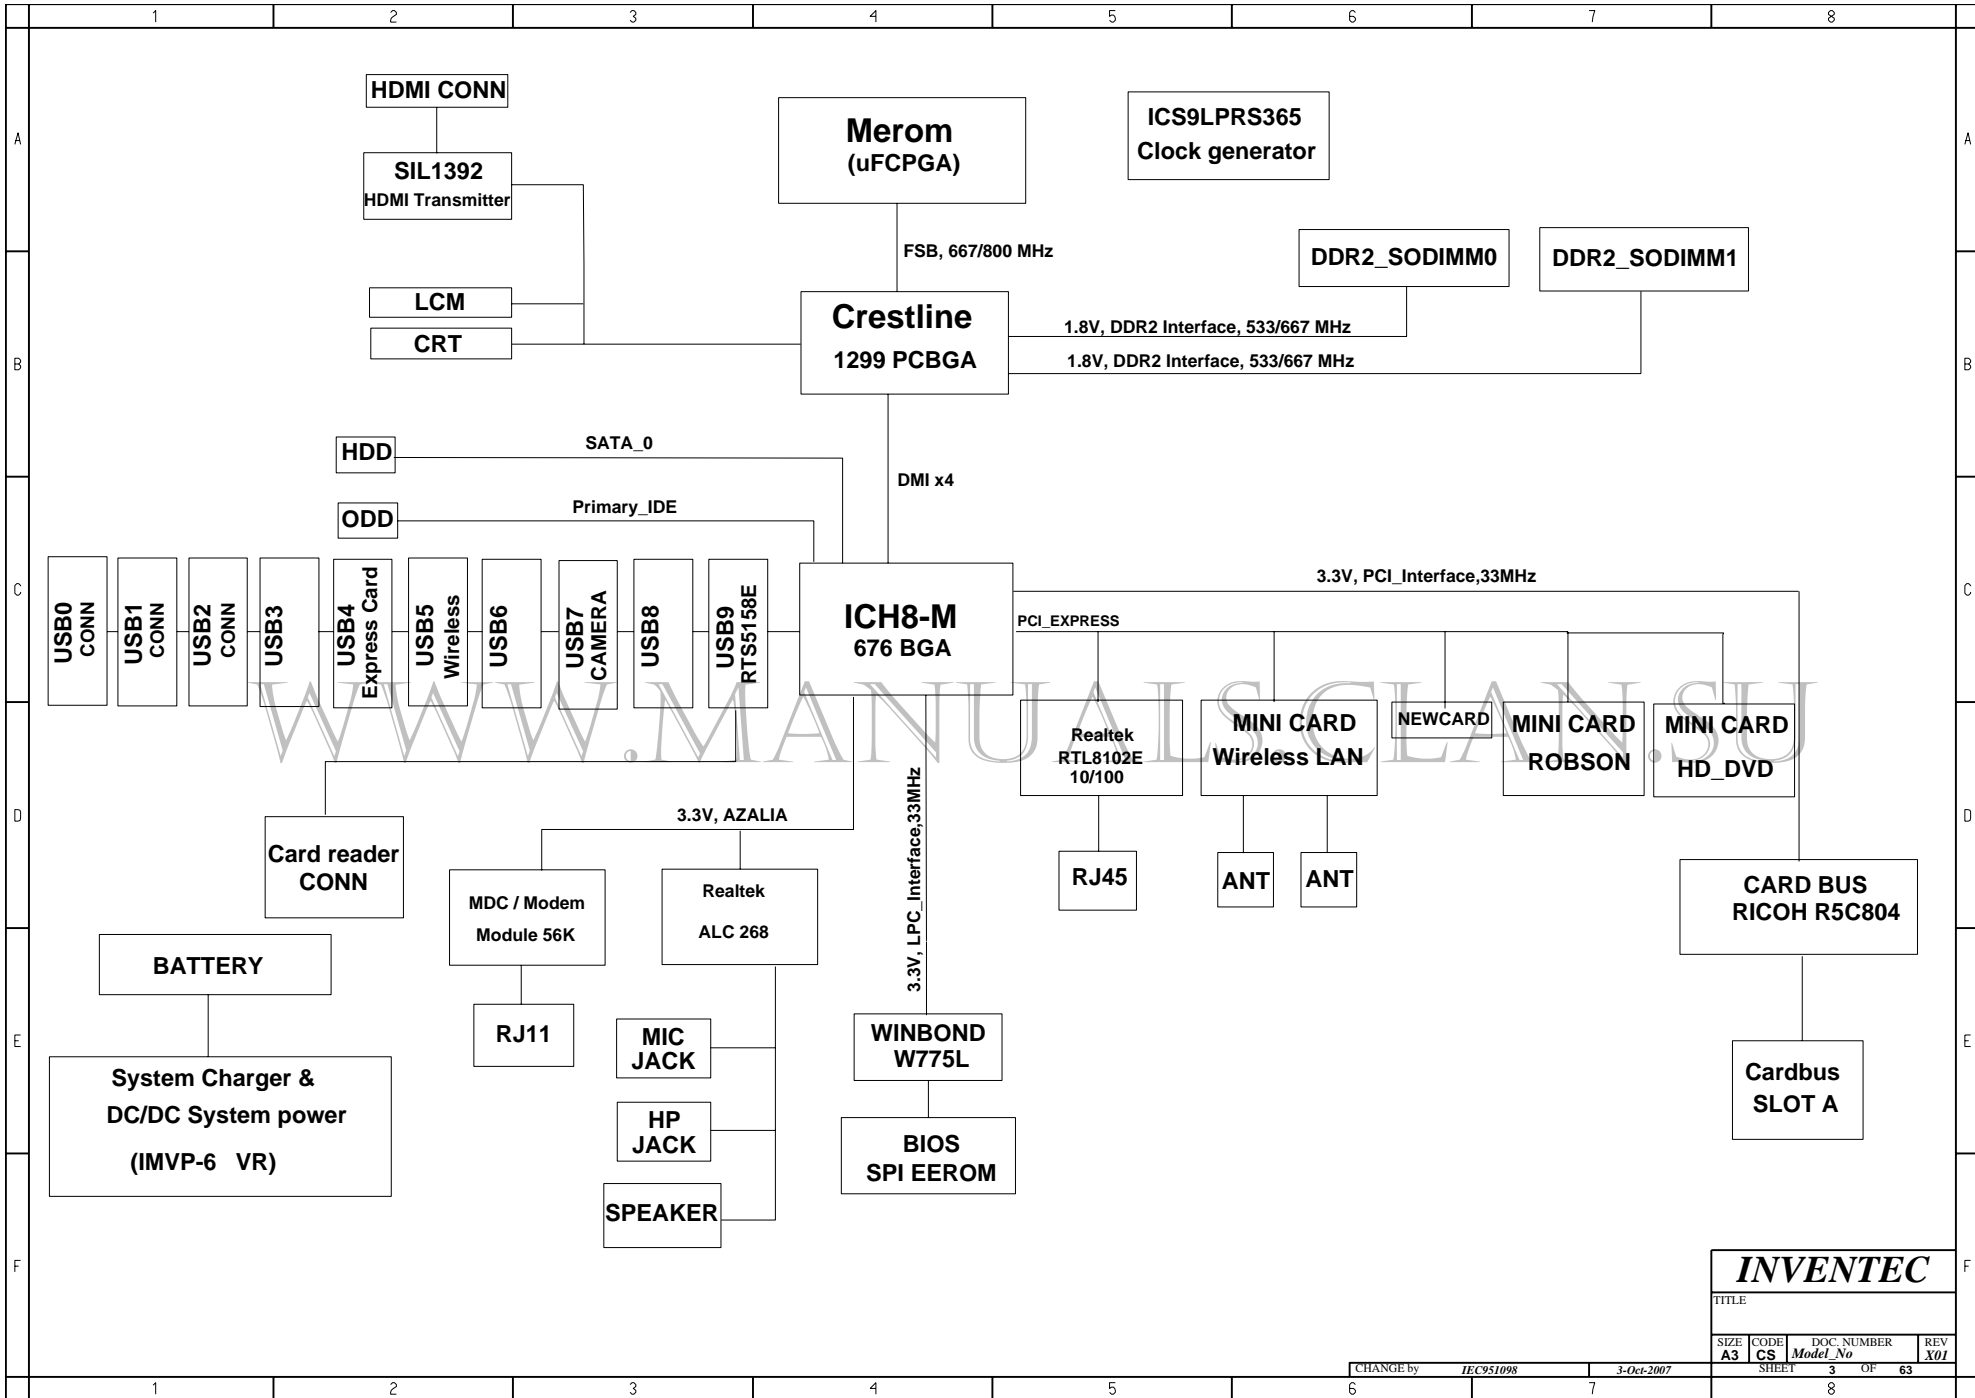 1 2 3 4 5 6 7 8
A A
B B
C C
D D
E E
F F
HDMI CONN
SIL1392
HDMI Transmitter
LCM
CRT
Merom
(uFCPGA)
ICS9LPRS365
Clock generator
FSB, 667/800 MHz
DDR2_SODIMM0
DDR2_SODIMM1
Crestline
1299 PCBGA
1.8V, DDR2 Interface, 533/667 MHz
1.8V, DDR2 Interface, 533/667 MHz
HDD
SATA_0
DMI x4
ODD
Primary_IDE
USB0
CONN
USB1
CONN
USB2
CONN
USB3
USB4
Express Card
USB5
Wireless
USB6
USB7
CAMERA
USB8
USB9
RTS5158E
ICH8-M
676 BGA
3.3V, PCI_Interface,33MHz
PCI_EXPRESS
WWW.MANUALS.CLAN.SU
Realtek
RTL8102E
10/100
MINI CARD
Wireless LAN
NEWCARD
MINI CARD
ROBSON
MINI CARD
HD_DVD
3.3V, AZALIA
3.3V, LPC_Interface,33MHz
Card reader
CONN
MDC / Modem
Module 56K
Realtek
ALC 268
RJ45
ANT
ANT
CARD BUS
RICOH R5C804
BATTERY
System Charger &
DC/DC System power
(IMVP-6 VR)
RJ11
MIC
JACK
HP
JACK
SPEAKER
WINBOND
W775L
BIOS
SPI EEROM
Cardbus
SLOT A
INVENTEC
TITLE
SIZE CODE DOC. NUMBER REV
A3 CS Model_No X01
CHANGE by IEC951098 3-Oct-2007 SHEET 3 OF 63
1 2 3 4 5 6 7 8